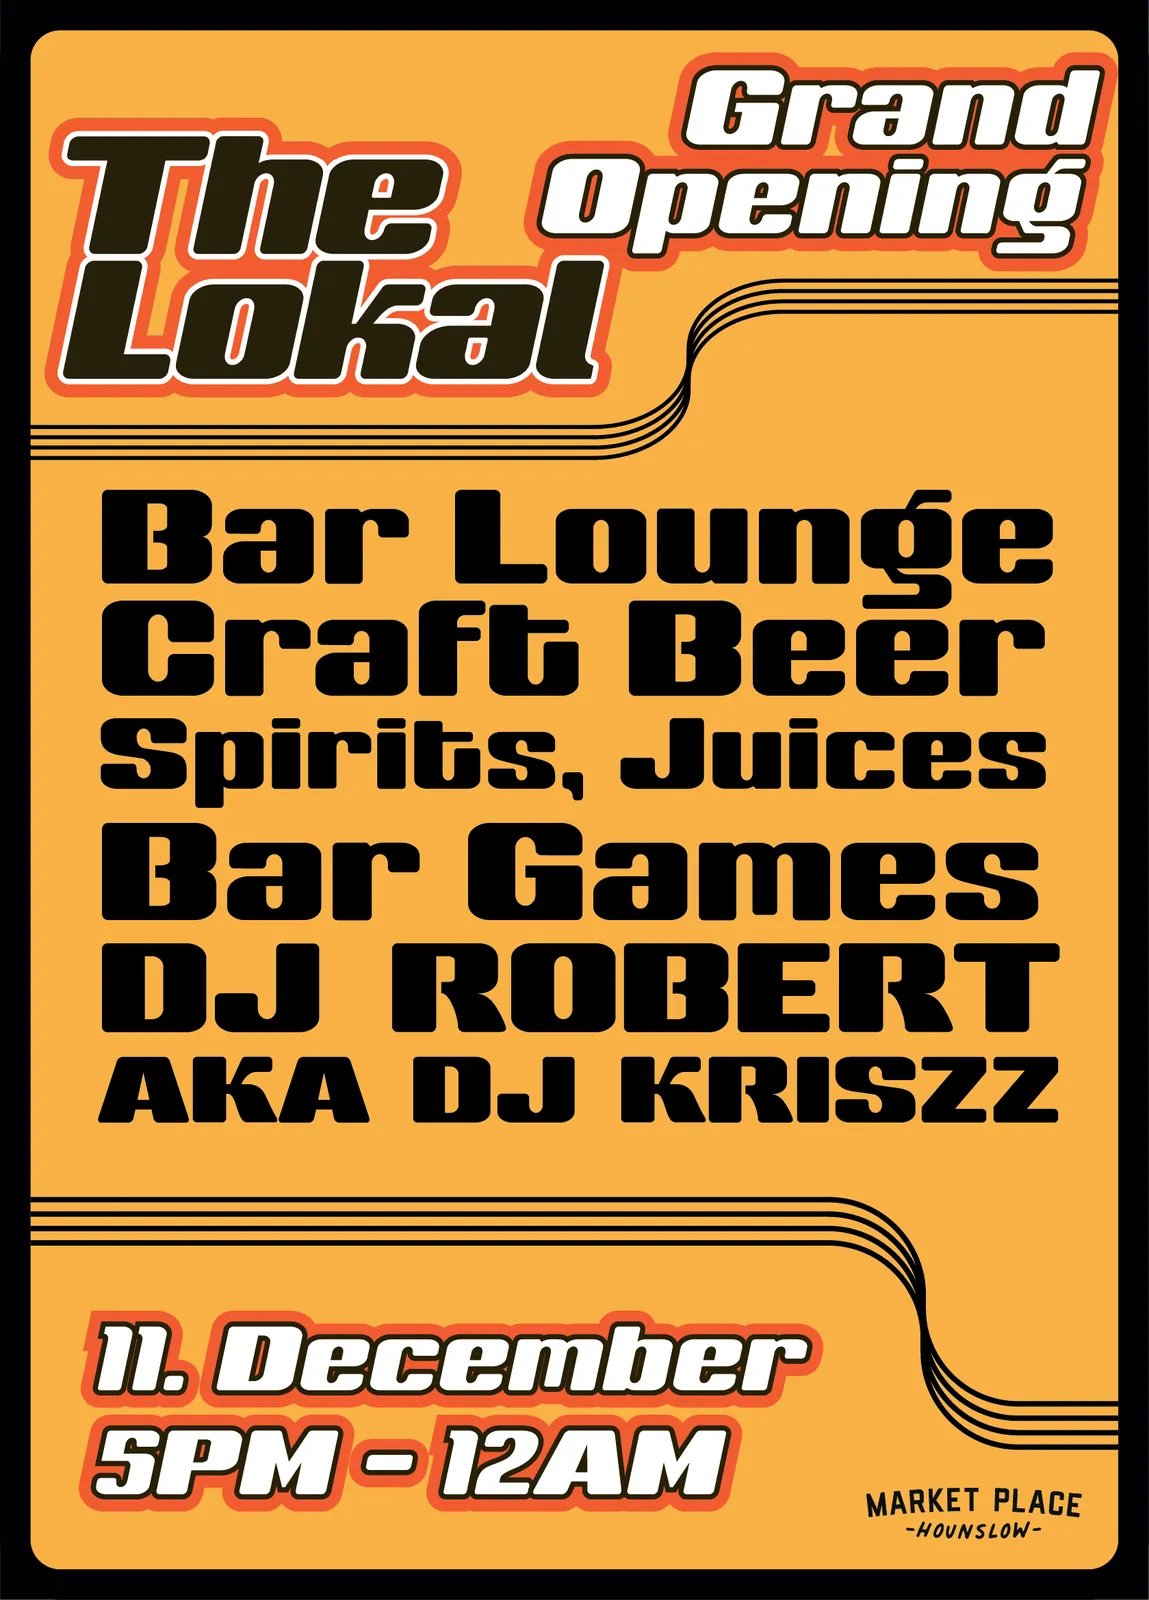 The
Lokal
Grand
Opening
Bar Lounge
Craft Beer
Spirits, Juices
Bar Games
DJ ROBERT
AKA DJ KRISZZ
11. December
5PM - 12AM
MARKET PLACE
-HOUNSLOW-